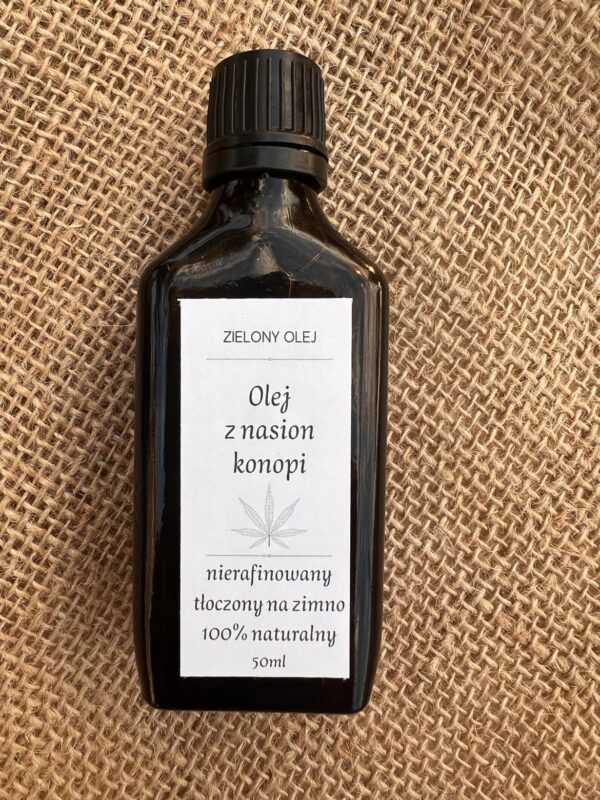 ZIELONY OLEJ
Olej
z nasion
konopi
nierafinowany
tłoczony na zimno
100% naturalny
50ml